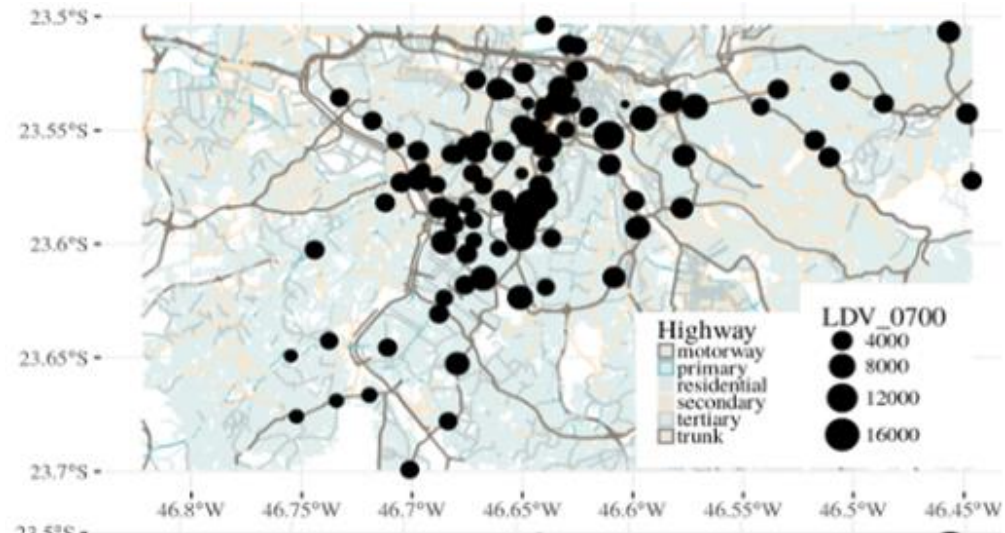 23.5°S
23.55°S
23.6°S
23.65°S
23.7°S
46.8°W 46.75°W 46.7°W 46.65°W 46.6°W 46.55°W 46.5°W 46.45°W
Highway
motorway
primary
residential
secondary
tertiary
trunk
LDV_0700
4000
8000
12000
16000
23.5°S